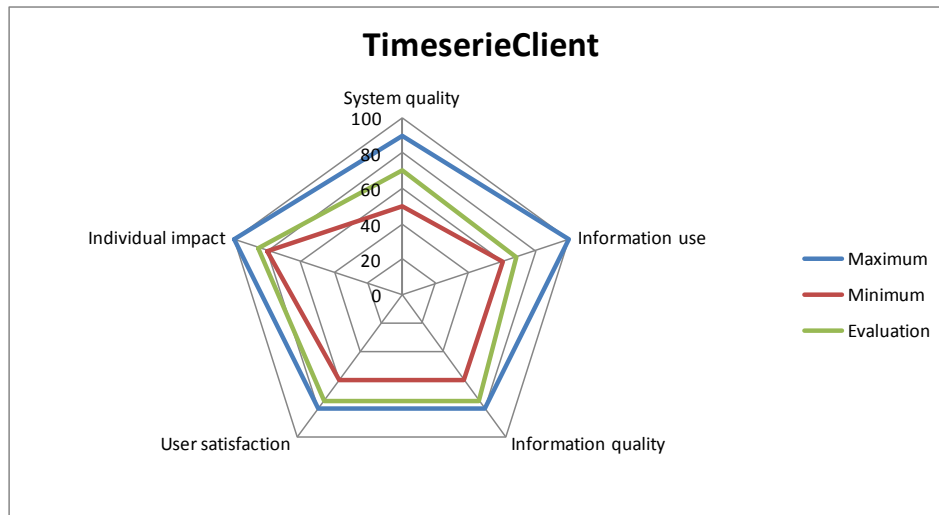 TimeserieClient
System quality
100
80
60
40
20
0
Individual impact
Information use
User satisfaction
Information quality
Maximum
Minimum
Evaluation